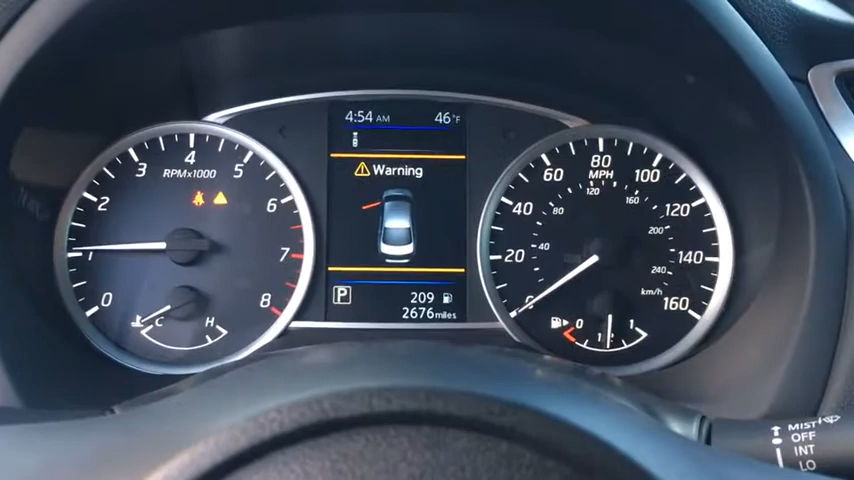 4:54 AM 46°F
Warning
P
209
2676 miles
0 1 2 3 4 5 6 7 8
RPMx1000
C H
0 20 40 60 80 100 120 140 160
MPH
40 80 120 160 200 240
km/h
0 1/2 1
MIST
OFF
INT
LO